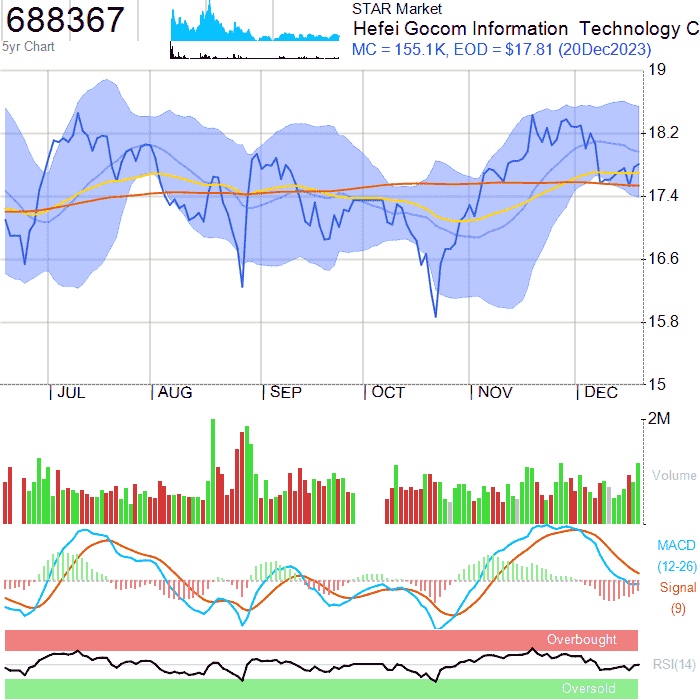 688367
5yr Chart
STAR Market
Hefei Gocom Information Technology C
MC = 155.1K, EOD = $17.81 (20Dec2023)
19
18.2
17.4
16.6
15.8
15
JUL AUG SEP OCT NOV DEC
2M
Volume
MACD
(12-26)
Signal
(9)
Overbought
RSI(14)
Oversold